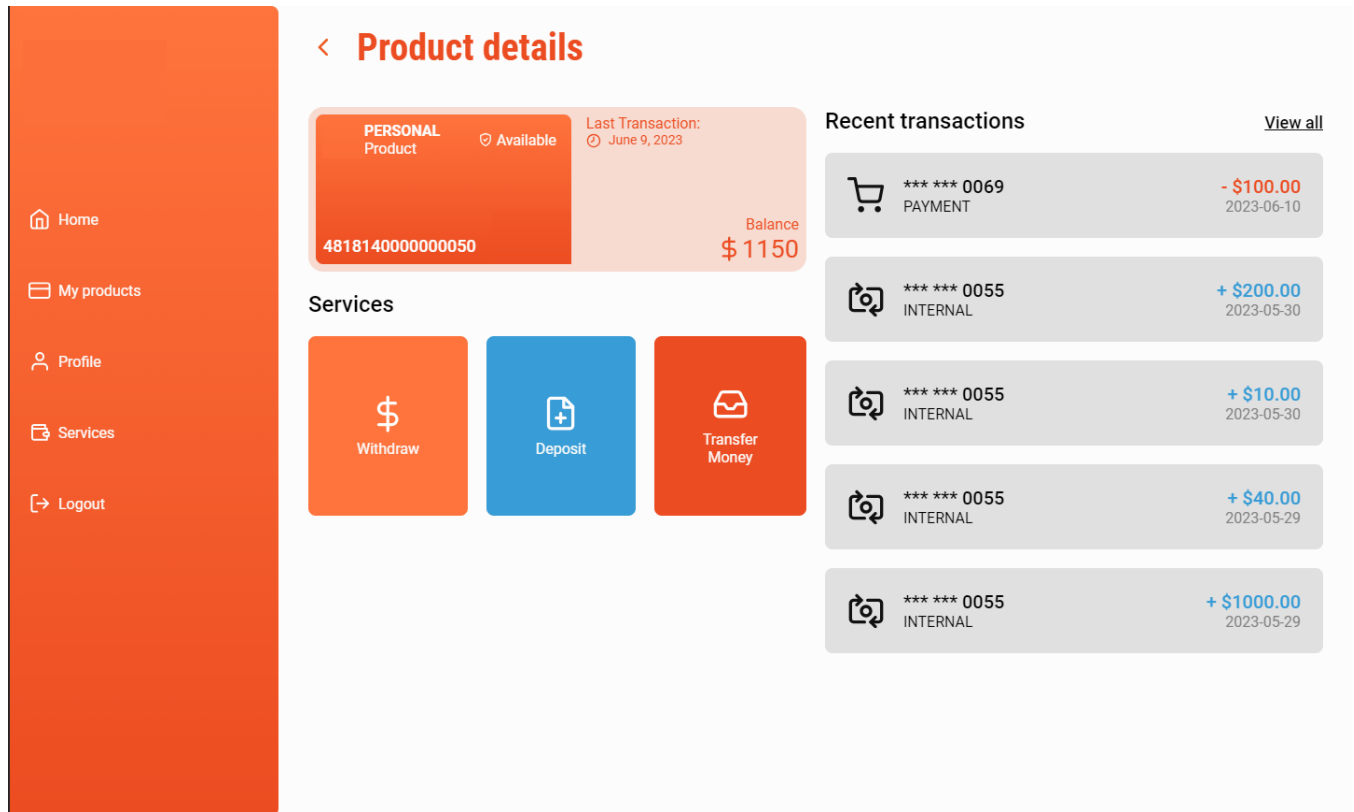 Home
My products
Profile
Services
Logout
Product details
PERSONAL
Product
Available
4818140000000050
Last Transaction:
June 9, 2023
Balance
$ 1150
Services
Withdraw
Deposit
Transfer
Money
Recent transactions
View all
*** *** 0069
PAYMENT
- $100.00
2023-06-10
*** *** 0055
INTERNAL
+ $200.00
2023-05-30
*** *** 0055
INTERNAL
+ $10.00
2023-05-30
*** *** 0055
INTERNAL
+ $40.00
2023-05-29
*** *** 0055
INTERNAL
+ $1000.00
2023-05-29